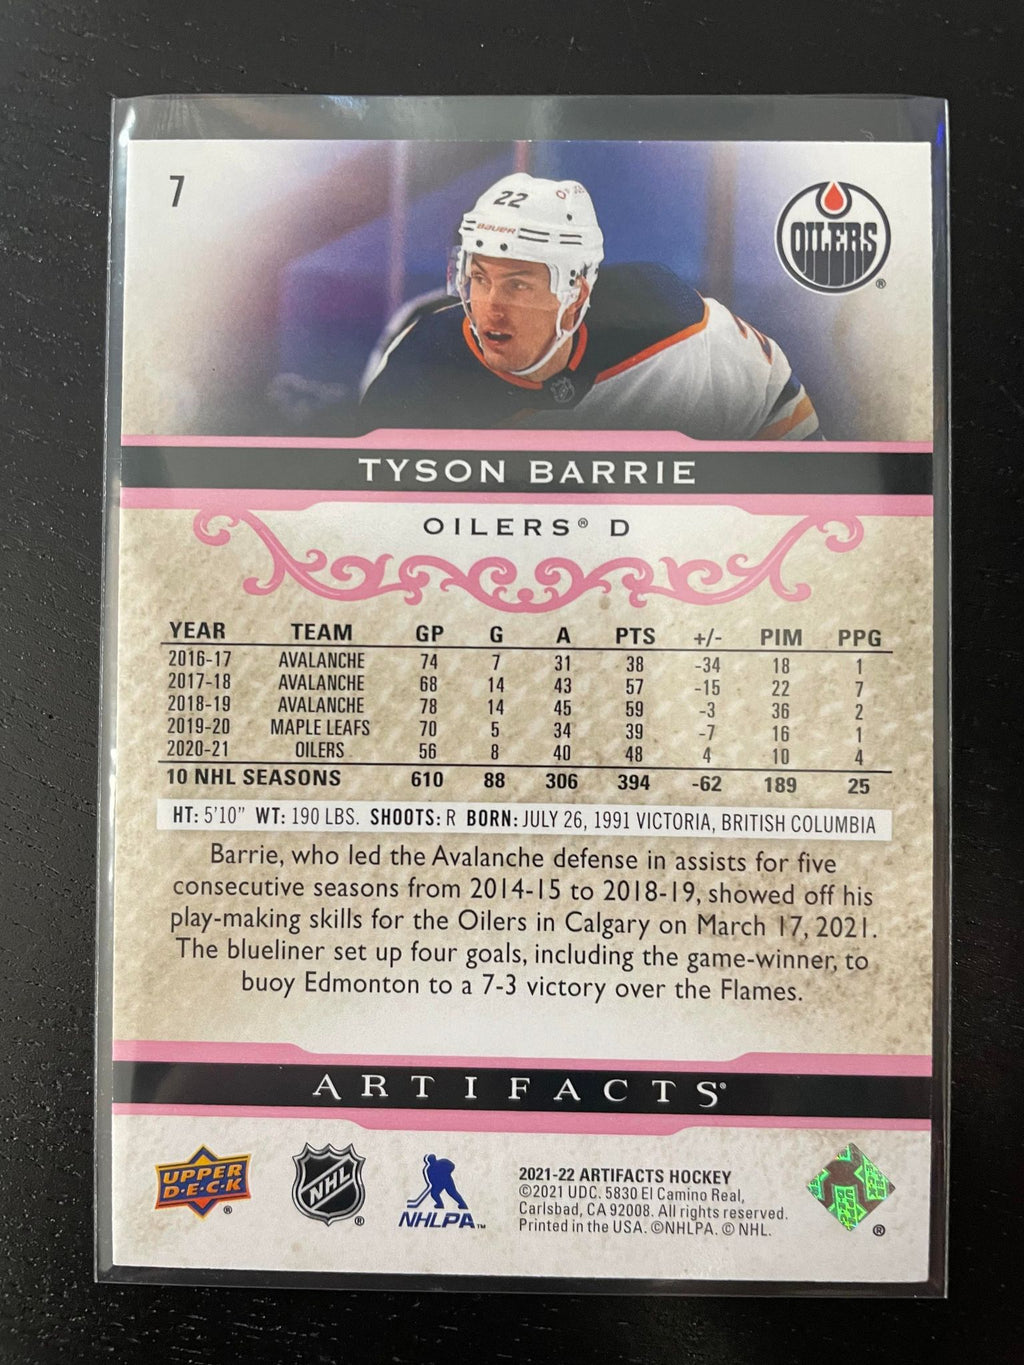 7
22
BAUER
OILERS
®
TYSON BARRIE
OILERS® D
YEAR TEAM GP G A PTS +/- PIM PPG
2016-17 AVALANCHE 74 7 31 38 -34 18 1
2017-18 AVALANCHE 68 14 43 57 -15 22 7
2018-19 AVALANCHE 78 14 45 59 -3 36 2
2019-20 MAPLE LEAFS 70 5 34 39 -7 16 1
2020-21 OILERS 56 8 40 48 4 10 4
10 NHL SEASONS 610 88 306 394 -62 189 25
HT: 5'10" WT: 190 LBS. SHOOTS: R BORN: JULY 26, 1991 VICTORIA, BRITISH COLUMBIA
Barrie, who led the Avalanche defense in assists for five
consecutive seasons from 2014-15 to 2018-19, showed off his
play-making skills for the Oilers in Calgary on March 17, 2021.
The blueliner set up four goals, including the game-winner, to
buoy Edmonton to a 7-3 victory over the Flames.
ARTIFACTS®
UPPER
D·E·C·K
®
NHL
®
NHLPA™
2021-22 ARTIFACTS HOCKEY
©2021 UDC. 5830 El Camino Real,
Carlsbad, CA 92008. All rights reserved.
Printed in the USA. ©NHLPA. © NHL.
®